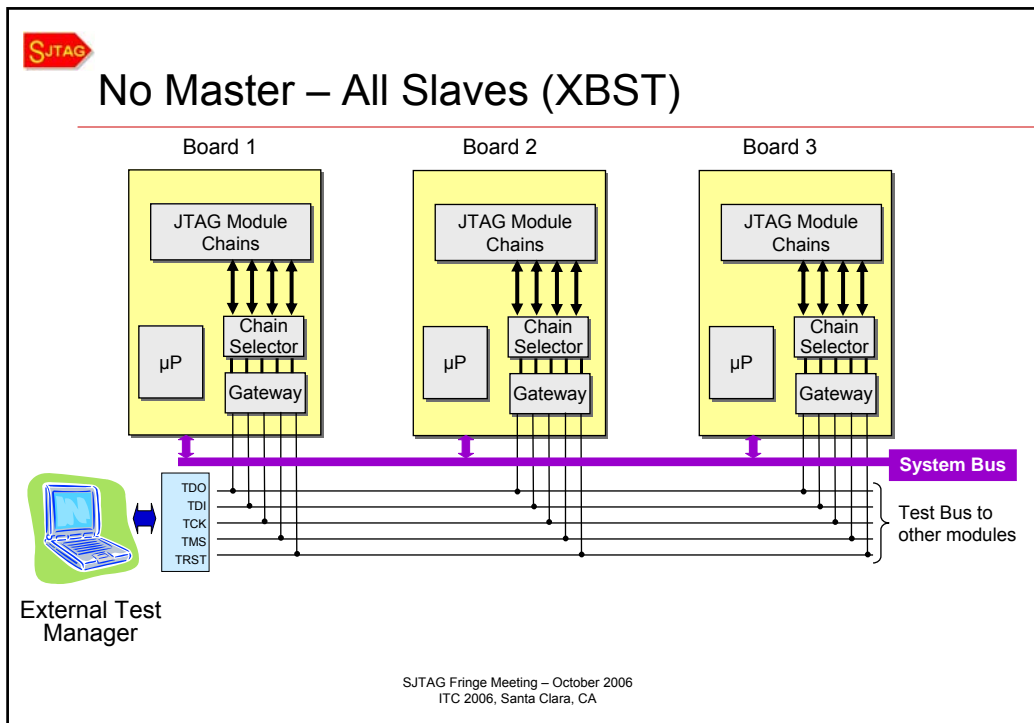 SJTAG
No Master – All Slaves (XBST)
Board 1
Board 2
Board 3
JTAG Module
Chains
JTAG Module
Chains
JTAG Module
Chains
Chain
Selector
Chain
Selector
Chain
Selector
µP
µP
µP
Gateway
Gateway
Gateway
System Bus
TDO
TDI
TCK
TMS
TRST
Test Bus to
other modules
External Test
Manager
SJTAG Fringe Meeting – October 2006
ITC 2006, Santa Clara, CA